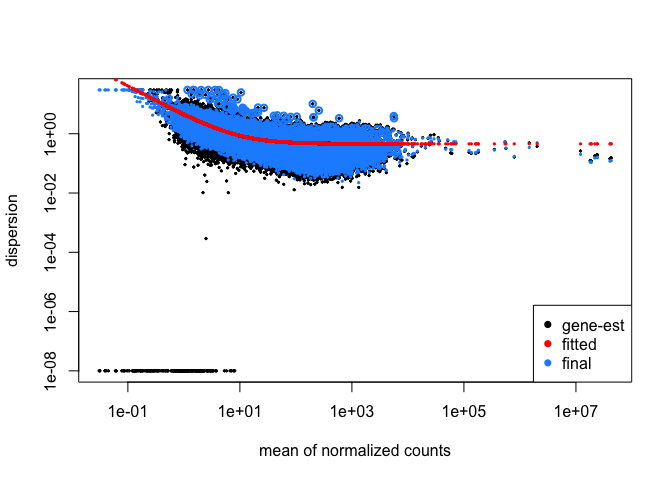 dispersion
1e+00
1e-02
1e-04
1e-06
1e-08
gene-est
fitted
final
1e-01
1e+01
1e+03
1e+05
1e+07
mean of normalized counts